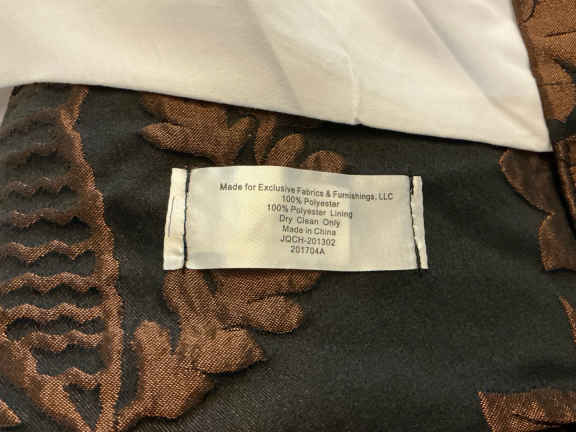 Made for Exclusive Fabrics & Furnishings, LLC
100% Polyester
100% Polyester Lining
Dry Clean Only
Made in China
JQCH-201302
201704A